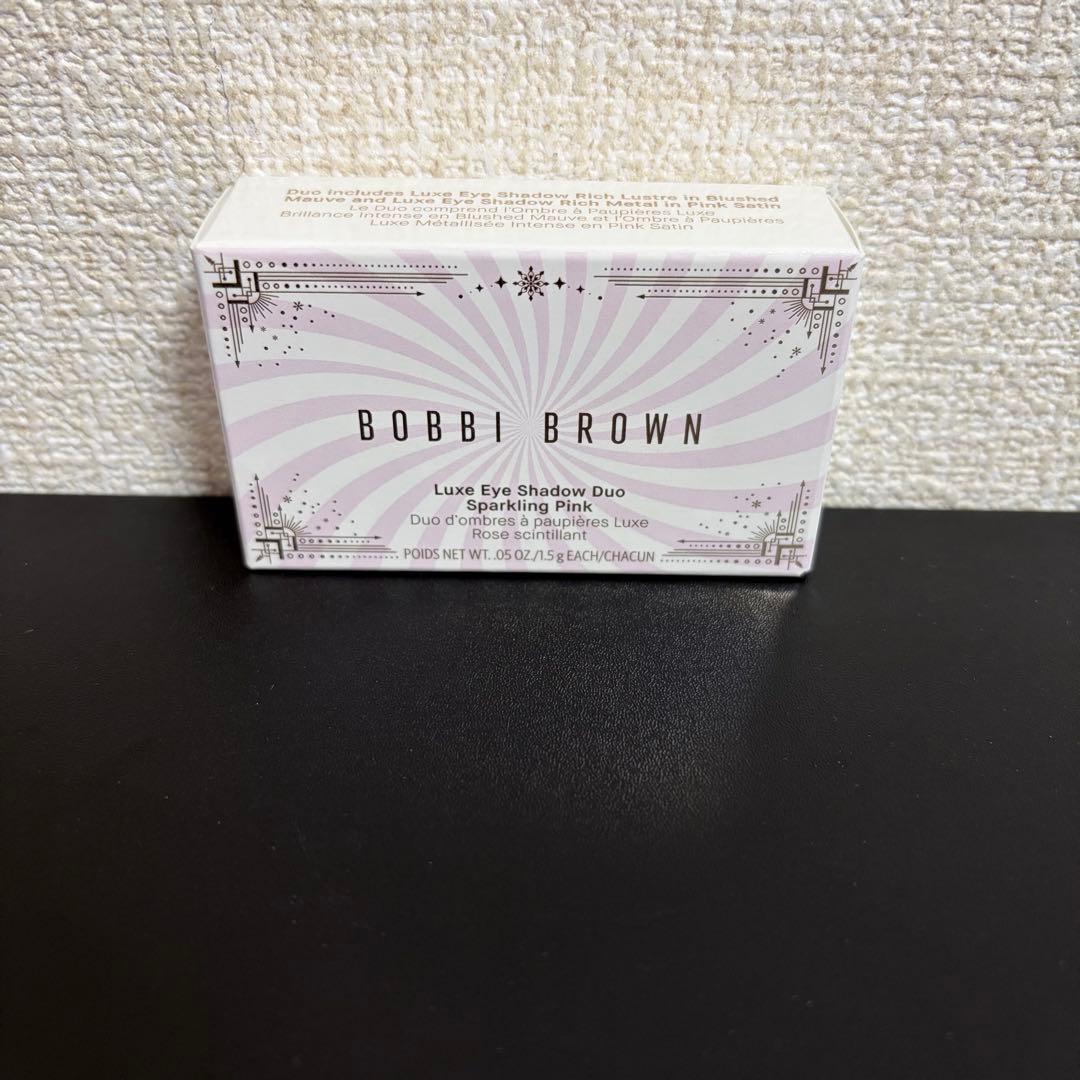 Duo includes Luxe Eye Shadow Rich Lustre in Blushed
Mauve and Luxe Eye Shadow Rich Metal in Pink Satin
Le Duo comprend l'Ombre à Paupières Luxe
Brillance Intense en Blushed Mauve et l'Ombre à Paupières
Luxe Métallisée Intense en Pink Satin
BOBBI BROWN
Luxe Eye Shadow Duo
Sparkling Pink
Duo d'ombres à paupières Luxe
Rose scintillant
POIDS NET WT. .05 OZ./1.5 g EACH/CHACUN